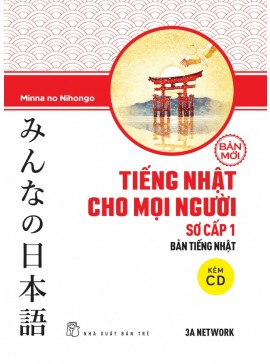 Minna no Nihongo
みんなの日本語
BẢN MỚI
TIẾNG NHẬT
CHO MỌI NGƯỜI
SƠ CẤP 1
BẢN TIẾNG NHẬT
KÈM
CD
NHÀ XUẤT BẢN TRẺ
3A NETWORK